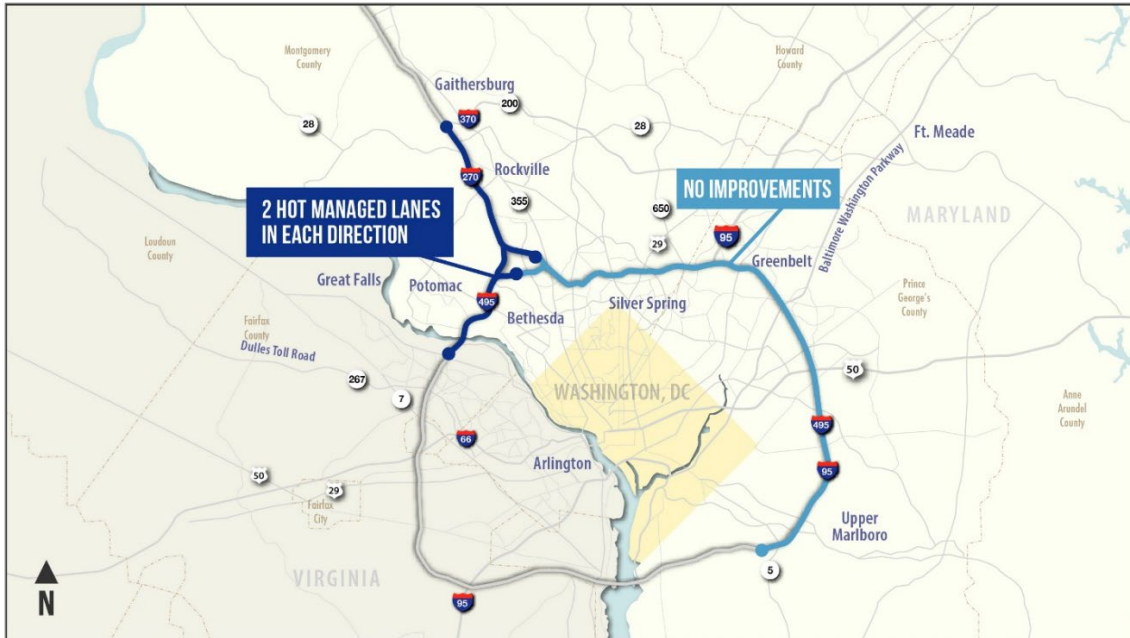 Montgomery
County
Howard
County
Gaithersburg
200
370
28
28
Ft. Meade
270
Rockville
Baltimore Washington Parkway
2 HOT MANAGED LANES
IN EACH DIRECTION
355
650
NO IMPROVEMENTS
29
95
MARYLAND
Loudoun
County
Great Falls
Potomac
Greenbelt
495
Bethesda
Silver Spring
Prince
George's
County
Fairfax
County
Dulles Toll Road
267
7
WASHINGTON, DC
50
Anne
Arundel
County
66
495
Arlington
95
50
29
Fairfax
City
Upper
Marlboro
N
VIRGINIA
5
95